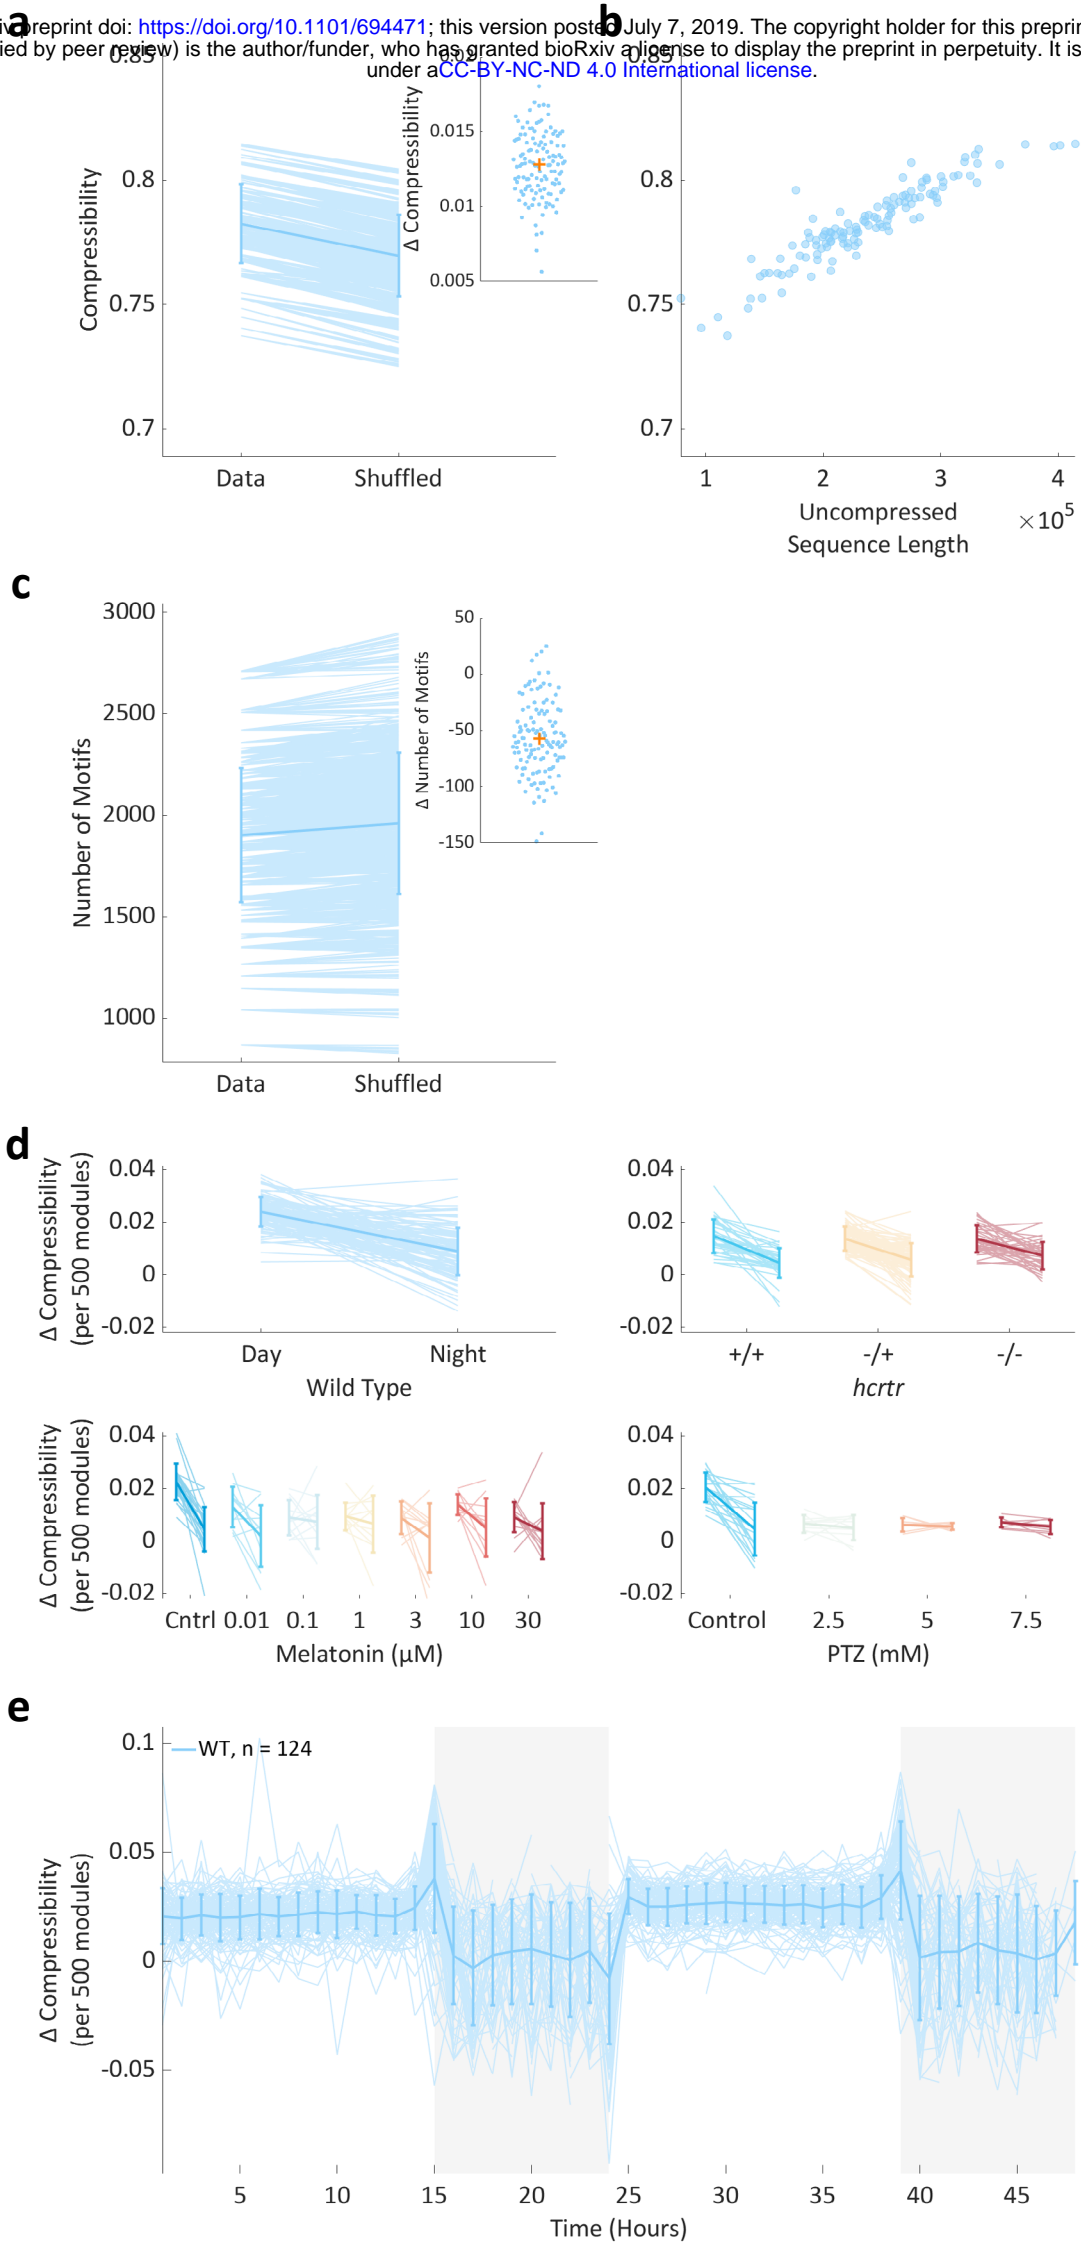 iv preprint doi: https://doi.org/10.1101/694471; this version posted July 7, 2019. The copyright holder for this preprin
ied by peer review) is the author/funder, who has granted bioRxiv a license to display the preprint in perpetuity. It is
under aCC-BY-NC-ND 4.0 International license.
a
0.85
0.8
0.75
0.7
Compressibility
Data Shuffled
0.02
0.015
0.01
0.005
Δ Compressibility
b
0.85
0.8
0.75
0.7
1 2 3 4
×10^5
Uncompressed
Sequence Length
c
3000
2500
2000
1500
1000
Number of Motifs
Data Shuffled
50
0
-50
-100
-150
Δ Number of Motifs
d
0.04
0.02
0
-0.02
Δ Compressibility
(per 500 modules)
Day Night
Wild Type
0.04
0.02
0
-0.02
+/+ -/+ -/-
hcrtr
0.04
0.02
0
-0.02
Δ Compressibility
(per 500 modules)
Cntrl 0.01 0.1 1 3 10 30
Melatonin (μM)
0.04
0.02
0
-0.02
Control 2.5 5 7.5
PTZ (mM)
e
0.1
0.05
0
-0.05
Δ Compressibility
(per 500 modules)
WT, n = 124
5 10 15 20 25 30 35 40 45
Time (Hours)